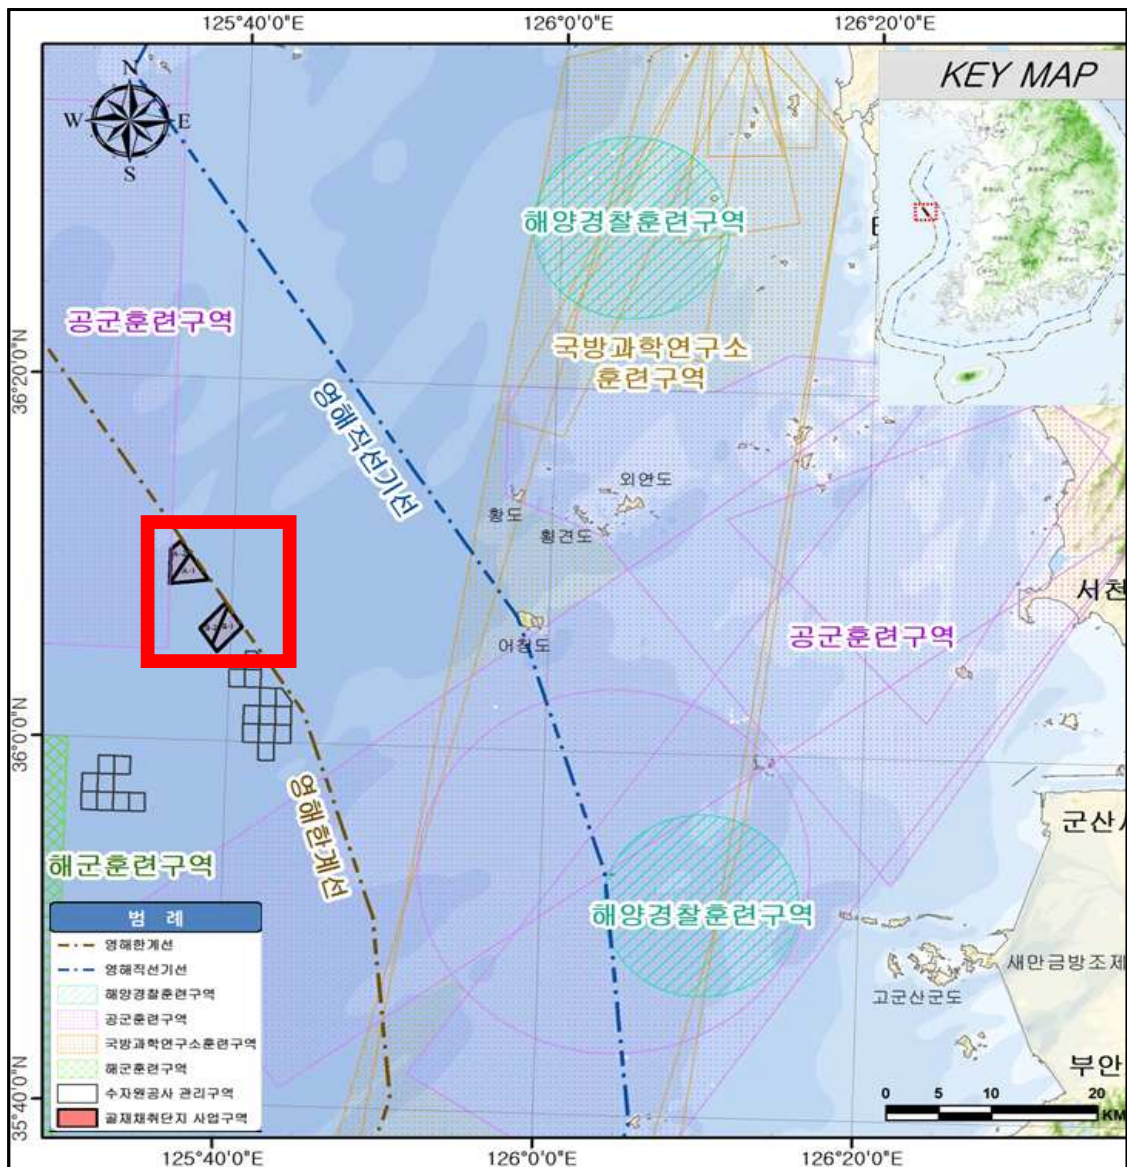 125°40'0"E
126°0'0"E
126°20'0"E
N
W
E
S
KEY MAP
해양경찰훈련구역
공군훈련구역
국방과학연구소
훈련구역
36°20'0"N
영해직선기선
외연도
황도
횡견도
서천
어청도
공군훈련구역
36°0'0"N
영해한계선
군산시
해군훈련구역
해양경찰훈련구역
새만금방조제
고군산군도
부안
35°40'0"N
범 례
영해한계선
영해직선기선
해양경찰훈련구역
공군훈련구역
국방과학연구소훈련구역
해군훈련구역
수자원공사 관리구역
골재채취단지 사업구역
0 5 10 20
KM
125°40'0"E
126°0'0"E
126°20'0"E